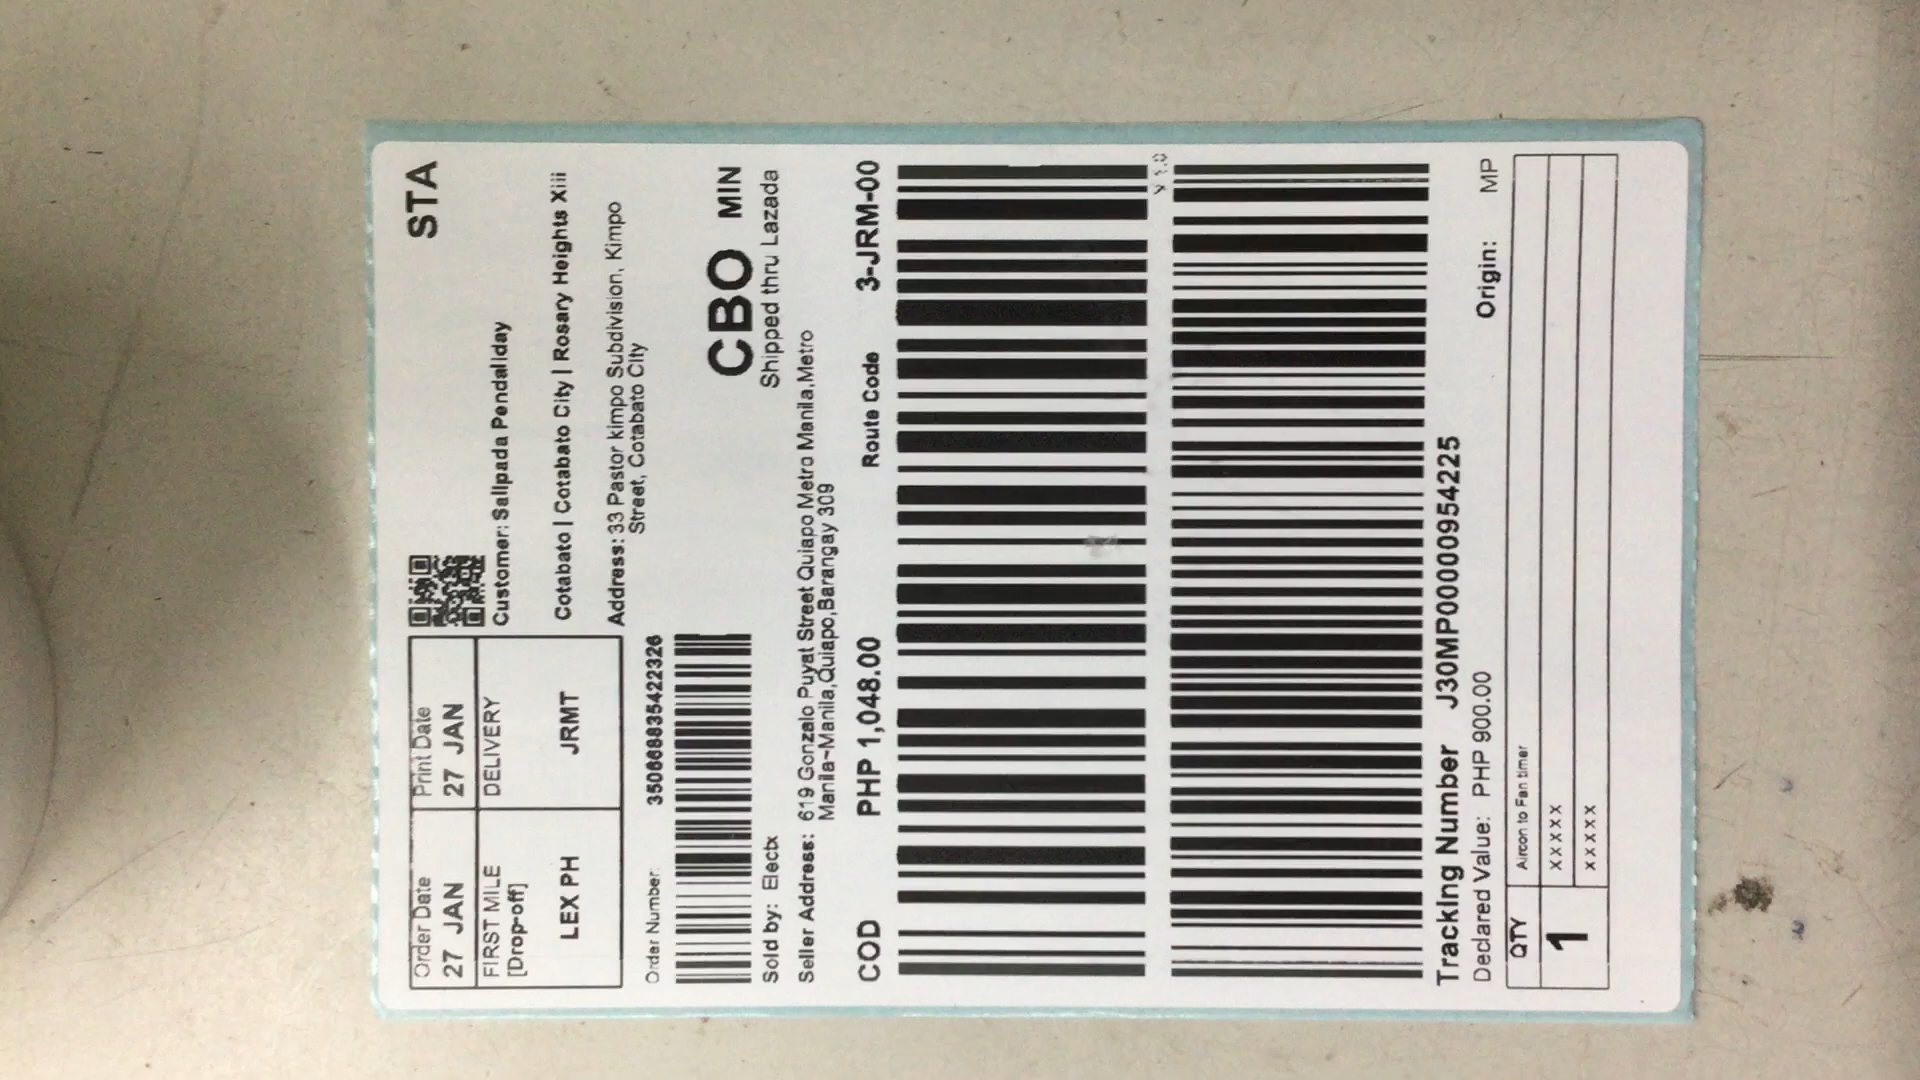 STA
Order Date
27 JAN
Print Date
27 JAN
FIRST MILE
[Drop-off]
LEX PH
DELIVERY
JRMT
Customer: Salipada Pendaliday
Cotabato | Cotabato City | Rosary Heights Xiii
Address: 33 Pastor kimpo Subdivision, Kimpo
Street, Cotabato City
Order Number: 350668835422326
CBO MIN
Shipped thru Lazada
Sold by: Electx
Seller Address: 619 Gonzalo Puyat Street Quiapo Metro Manila,Metro
Manila~Manila,Quiapo,Barangay 309
COD PHP 1,048.00 Route Code 3-JRM-00
V1.0
Tracking Number J30MP0000954225
Declared Value: PHP 900.00 Origin: MP
QTY Aircon to Fan timer
1 xxxxx
xxxxx